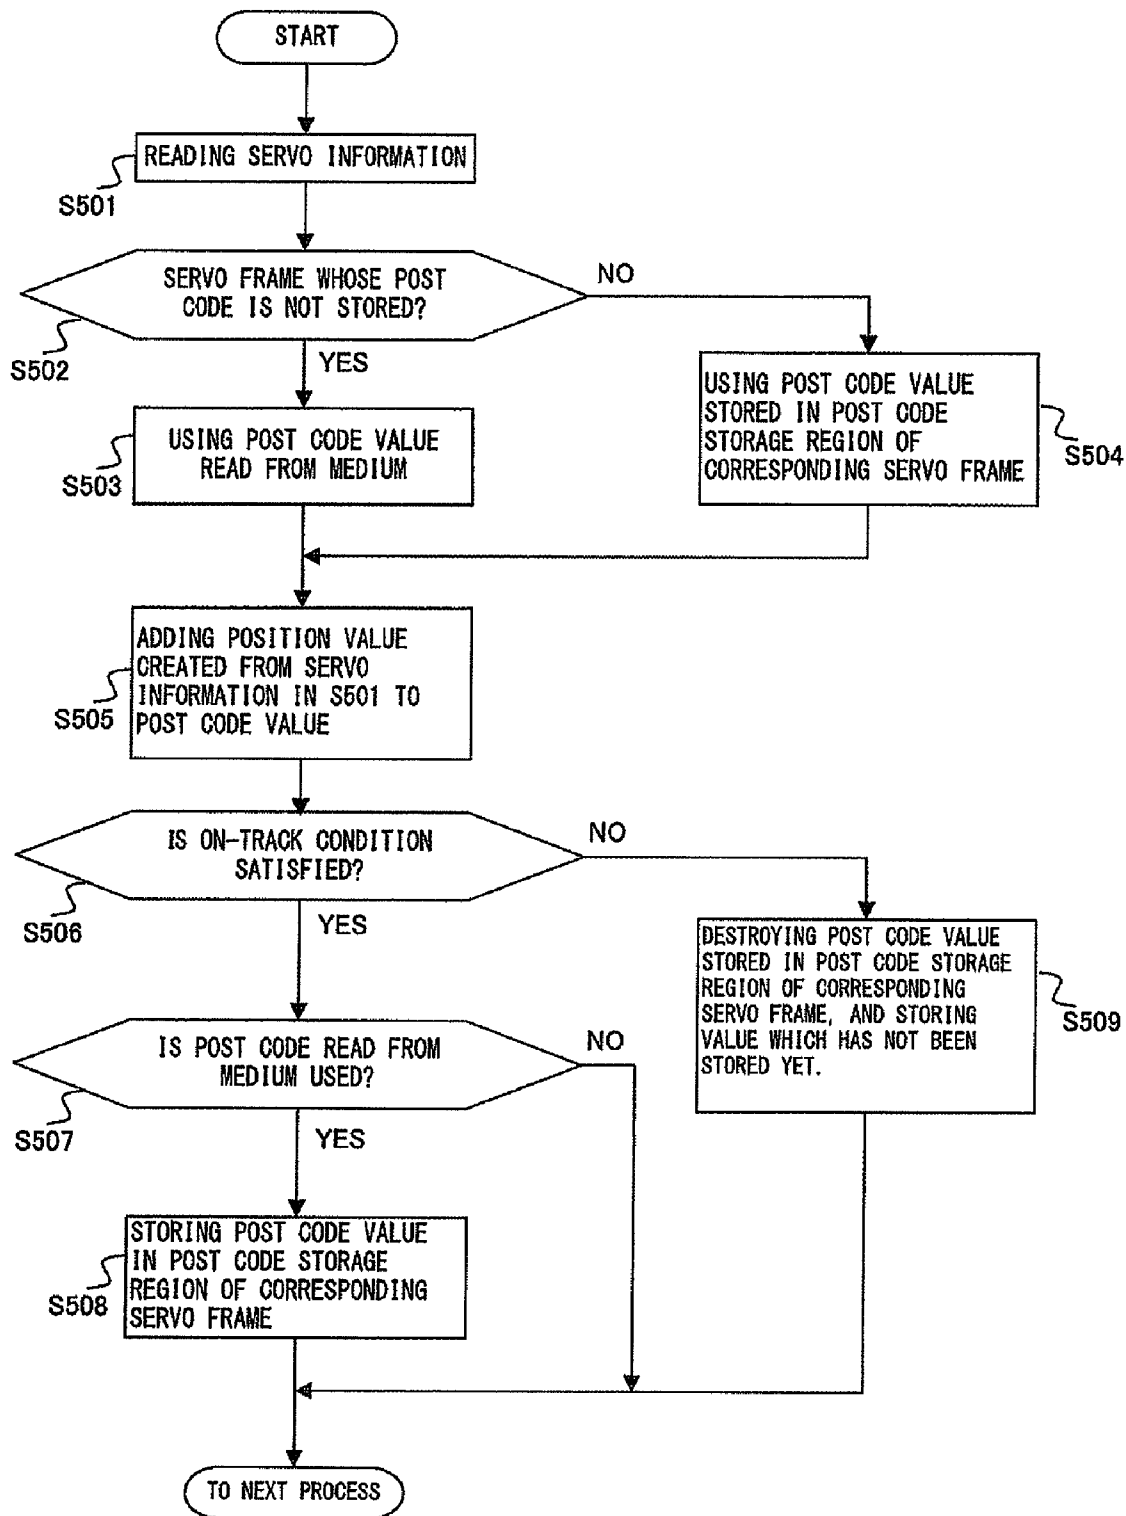 START
READING SERVO INFORMATION
S501
SERVO FRAME WHOSE POST
CODE IS NOT STORED?
NO
S502
YES
USING POST CODE VALUE
READ FROM MEDIUM
S503
USING POST CODE VALUE
STORED IN POST CODE
STORAGE REGION OF
CORRESPONDING SERVO FRAME
S504
ADDING POSITION VALUE
CREATED FROM SERVO
INFORMATION IN S501 TO
POST CODE VALUE
S505
IS ON-TRACK CONDITION
SATISFIED?
NO
S506
YES
DESTROYING POST CODE VALUE
STORED IN POST CODE STORAGE
REGION OF CORRESPONDING
SERVO FRAME, AND STORING
VALUE WHICH HAS NOT BEEN
STORED YET.
S509
IS POST CODE READ FROM
MEDIUM USED?
NO
S507
YES
STORING POST CODE VALUE
IN POST CODE STORAGE
REGION OF CORRESPONDING
SERVO FRAME
S508
TO NEXT PROCESS